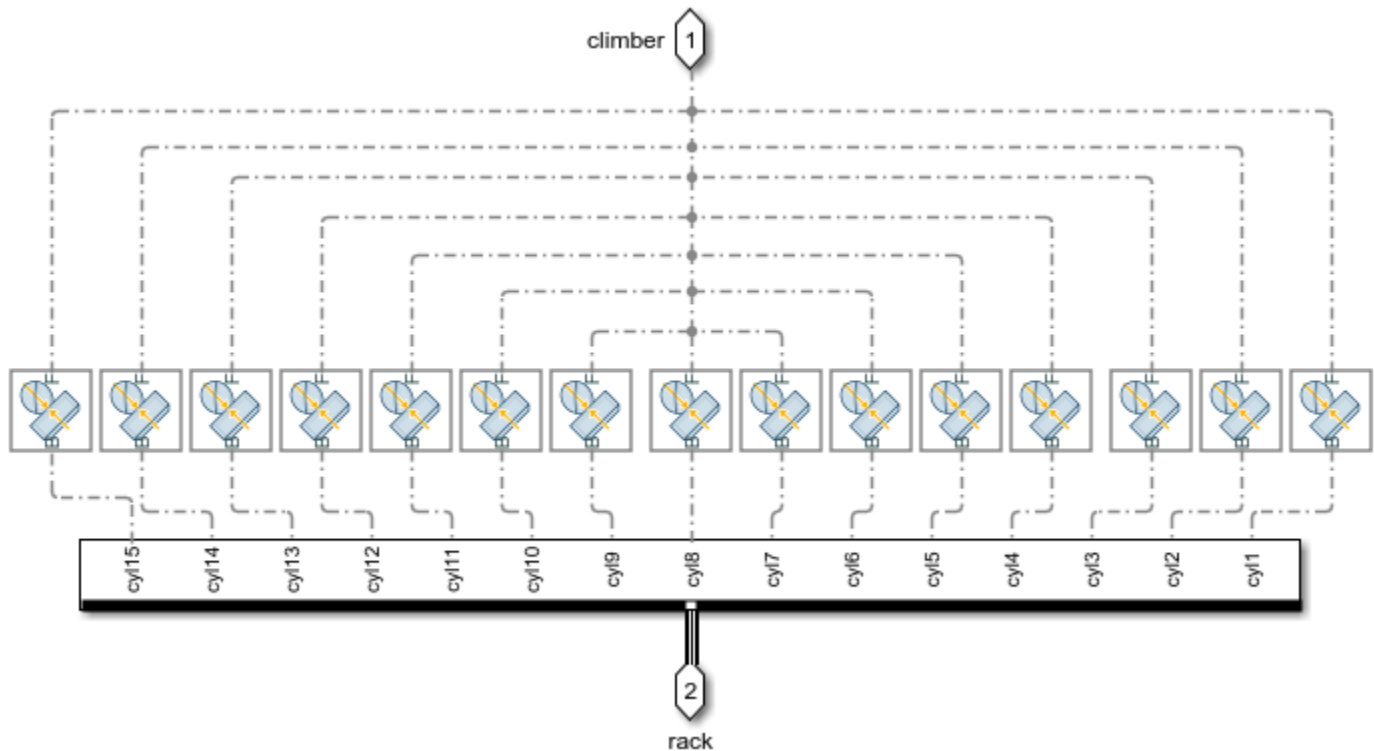 climber 1
F F F F F F F F F F F F F F F
B B B B B B B B B B B B B B B
cyl15 cyl14 cyl13 cyl12 cyl11 cyl10 cyl9 cyl8 cyl7 cyl6 cyl5 cyl4 cyl3 cyl2 cyl1
2
rack